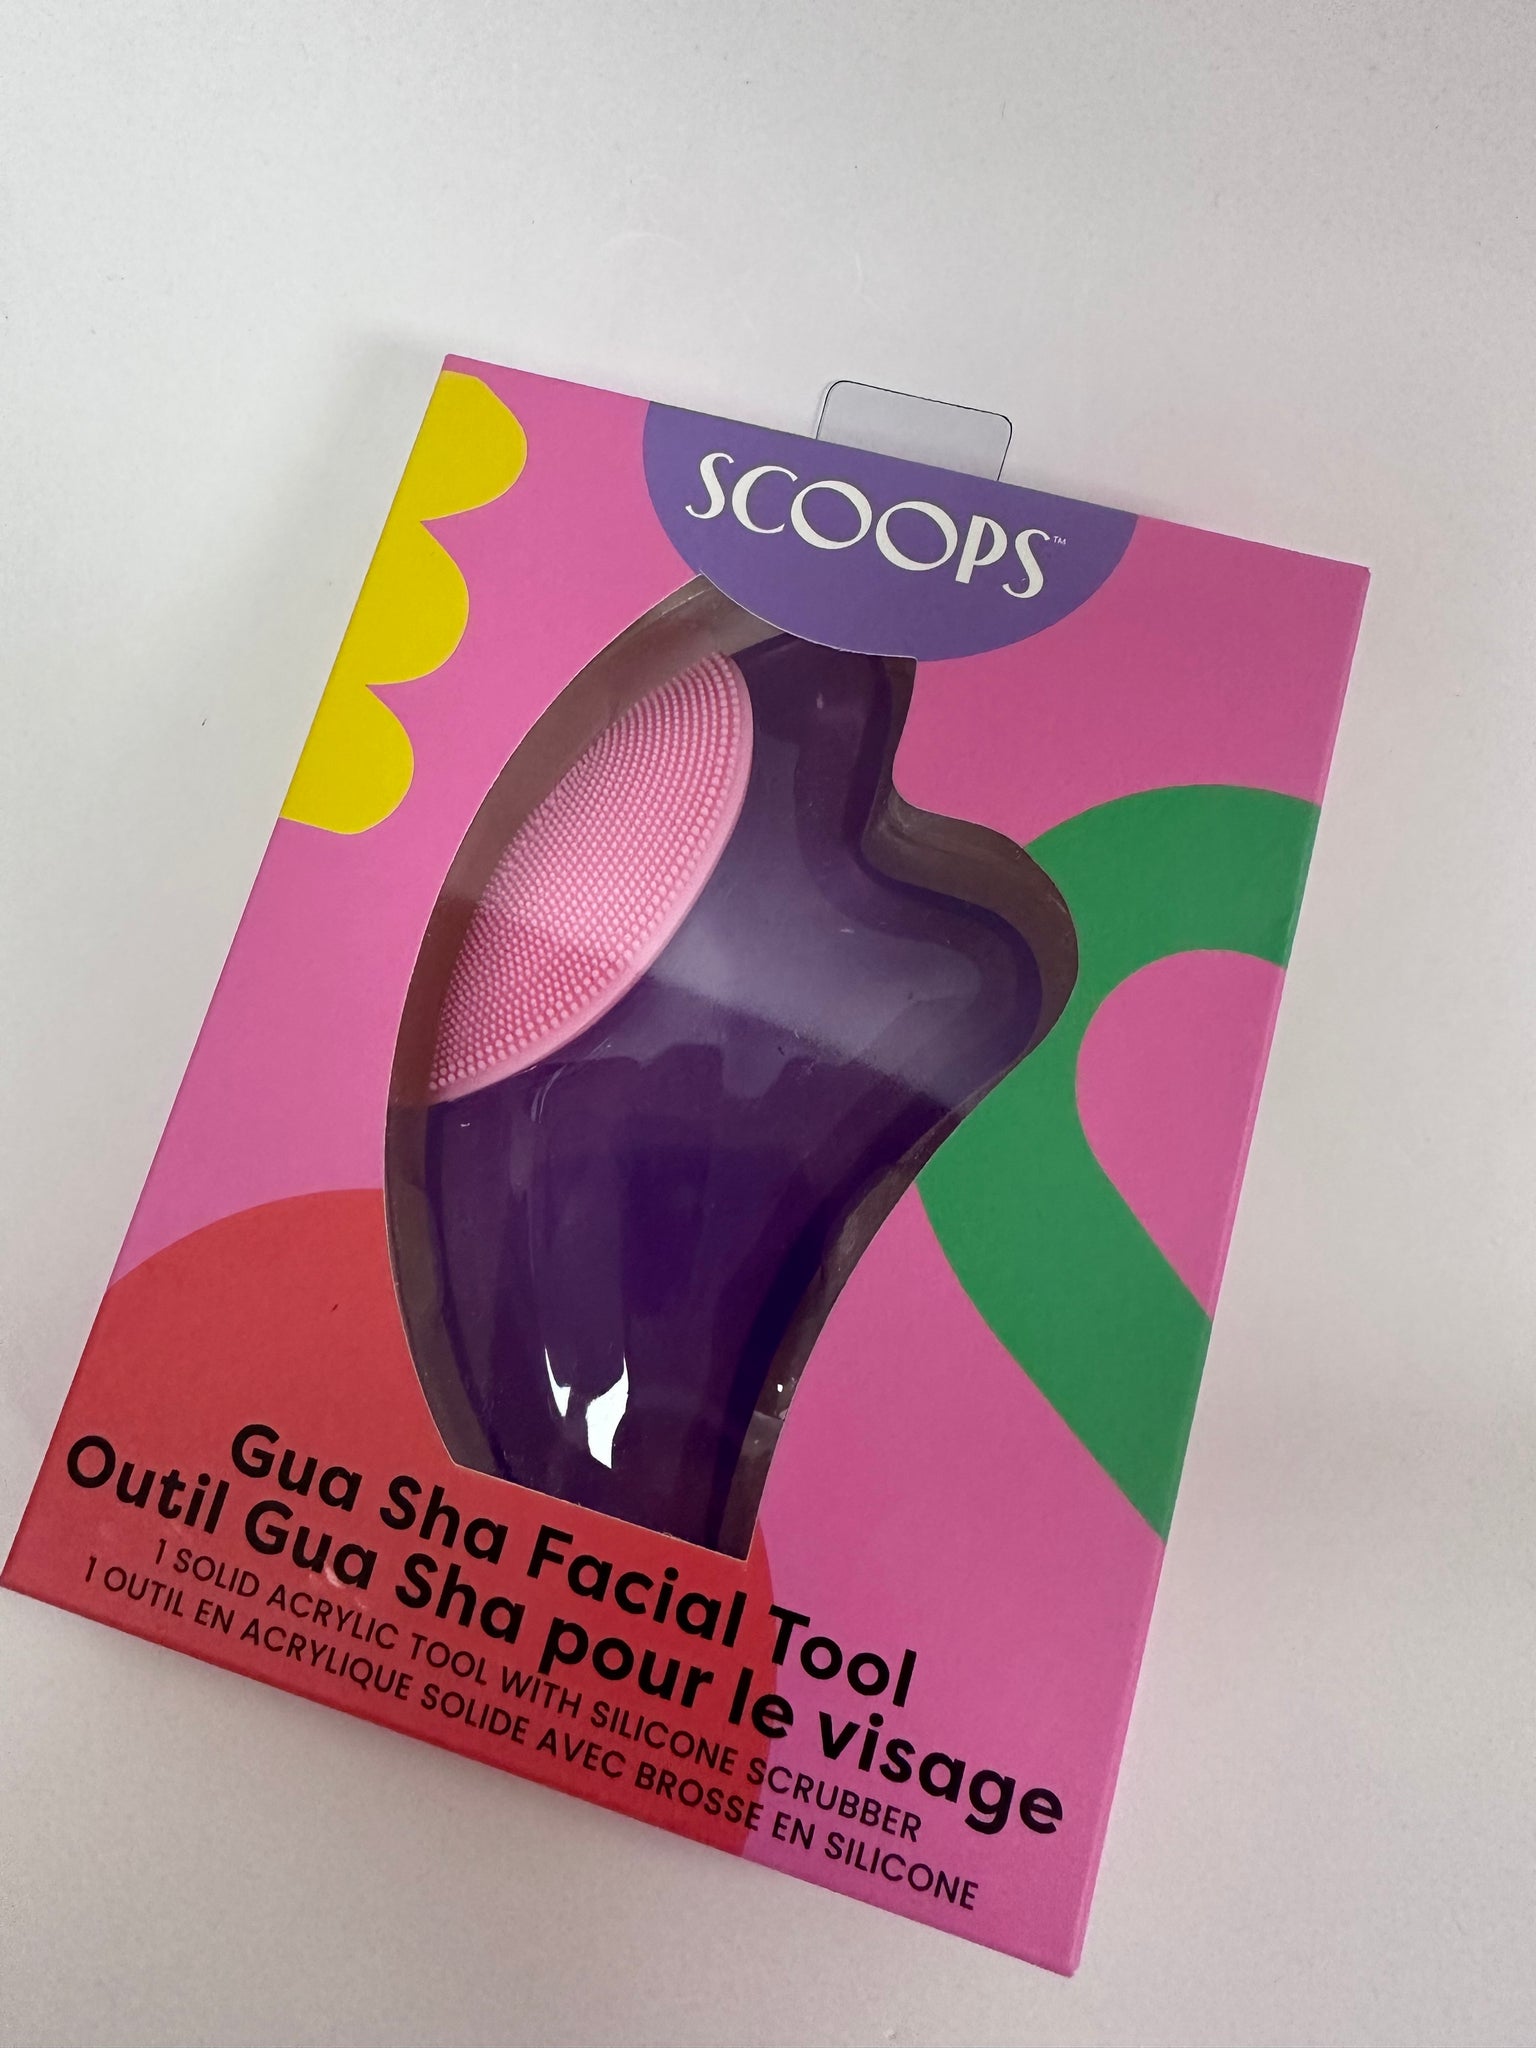 SCOOPS™
Gua Sha Facial Tool
Outil Gua Sha pour le visage
1 SOLID ACRYLIC TOOL WITH SILICONE SCRUBBER
1 OUTIL EN ACRYLIQUE SOLIDE AVEC BROSSE EN SILICONE